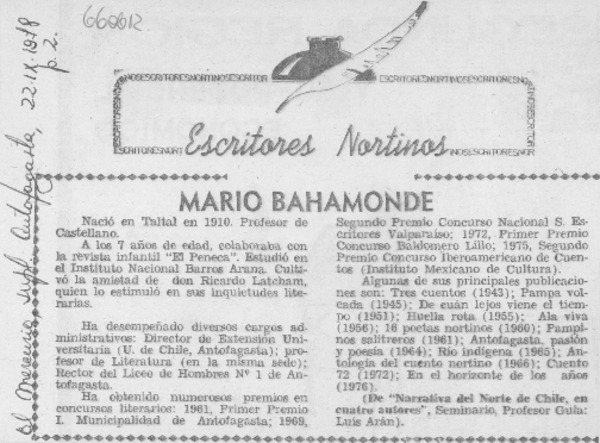 660612
El Mercurio, supl. Antofagasta, 22.IX.1978
p. 2.
Escritores Nortinos
MARIO BAHAMONDE
Nació en Taltal en 1910. Profesor de
Castellano.
A los 7 años de edad, colaboraba con
la revista infantil "El Peneca". Estudió en
el Instituto Nacional Barros Arana. Culti-
vó la amistad de don Ricardo Latcham,
quien lo estimuló en sus inquietudes lite-
rarias.
Ha desempeñado diversos cargos ad-
ministrativos: Director de Extensión Uni-
versitaria (U. de Chile, Antofagasta); pro-
fesor de Literatura (en la misma sede);
Rector del Liceo de Hombres Nº 1 de An-
tofagasta.
Ha obtenido numerosos premios en
concursos literarios: 1961, Primer Premio
I. Municipalidad de Antofagasta; 1969,
Segundo Premio Concurso Nacional S. Es-
critores Valparaíso; 1972, Primer Premio
Concurso Baldomero Lillo; 1975, Segundo
Premio Concurso Iberoamericano de Cuen-
tos (Instituto Mexicano de Cultura).
Algunas de sus principales publicacio-
nes son: Tres cuentos (1943); Pampa vol-
cada (1945); De cuán lejos viene el tiem-
po (1951); Huella rota (1955); Ala viva
(1956); 16 poetas nortinos (1960); Pampi-
nos salitreros (1961); Antofagasta, pasión
y poesía (1964); Río indígena (1965); An-
tología del cuento nortino (1966); Cuento
72 (1972); En el horizonte de los años
(1976).
(De "Narrativa del Norte de Chile, en
cuatro autores", Seminario, Profesor Guía:
Luis Arán).